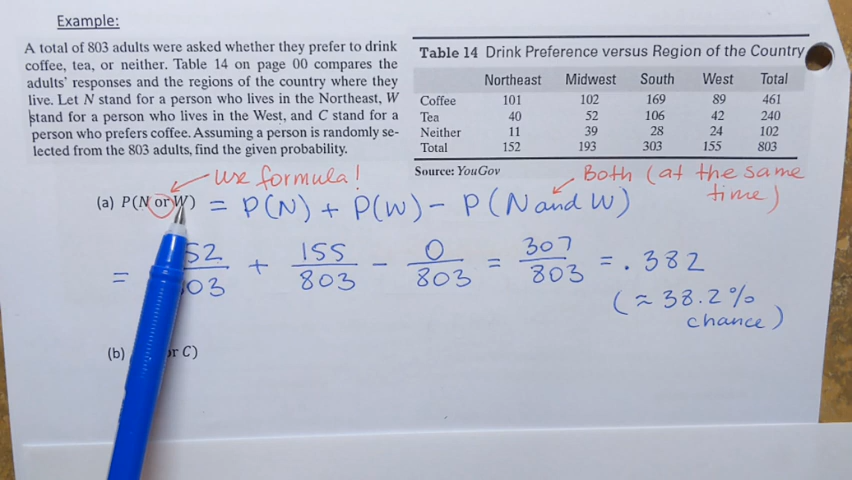 Example:
A total of 803 adults were asked whether they prefer to drink
coffee, tea, or neither. Table 14 on page 00 compares the
adults' responses and the regions of the country where they
live. Let N stand for a person who lives in the Northeast, W
stand for a person who lives in the West, and C stand for a
person who prefers coffee. Assuming a person is randomly se-
lected from the 803 adults, find the given probability.
Table 14 Drink Preference versus Region of the Country
Northeast Midwest South West Total
Coffee 101 102 169 89 461
Tea 40 52 106 42 240
Neither 11 39 28 24 102
Total 152 193 303 155 803
Source: YouGov
use formula!
Both (at the same
time)
(a) P(N or W) = P(N) + P(W) - P(N and W)
= 52/03 + 155/803 - 0/803 = 307/803 = .382
(≈ 38.2%
chance)
(b) or C)